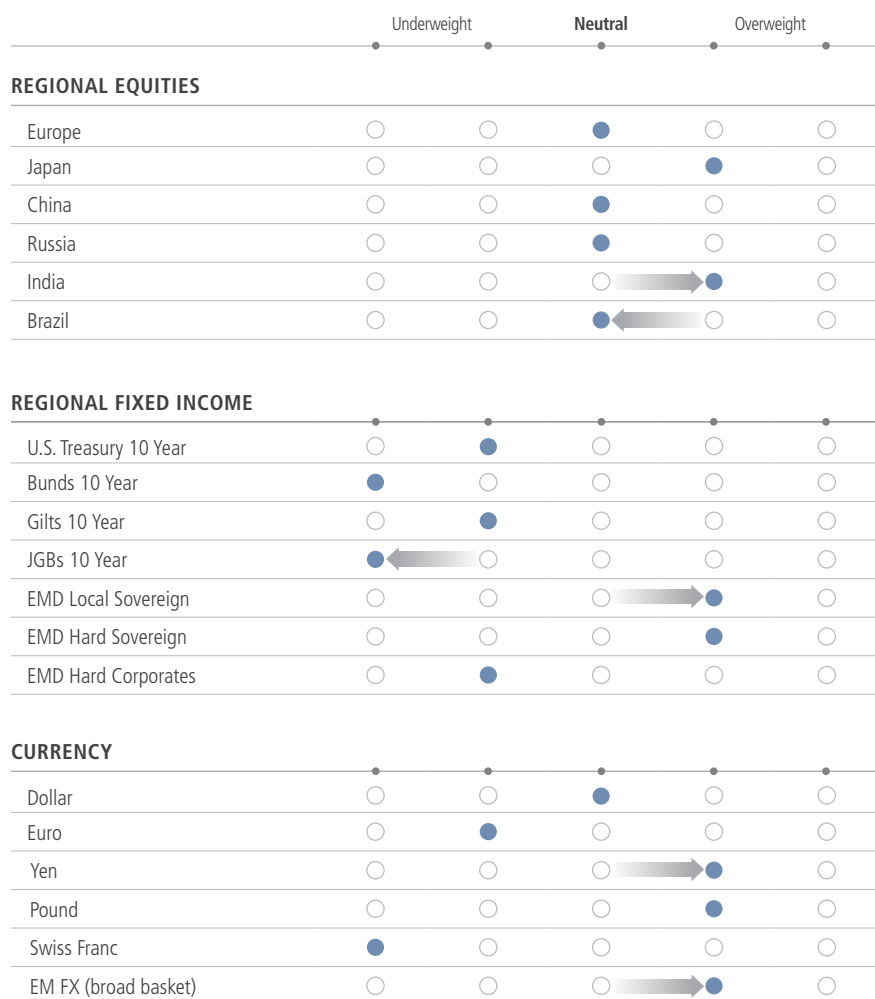 Underweight Neutral Overweight
REGIONAL EQUITIES
Europe
Japan
China
Russia
India
Brazil
REGIONAL FIXED INCOME
U.S. Treasury 10 Year
Bunds 10 Year
Gilts 10 Year
JGBs 10 Year
EMD Local Sovereign
EMD Hard Sovereign
EMD Hard Corporates
CURRENCY
Dollar
Euro
Yen
Pound
Swiss Franc
EM FX (broad basket)